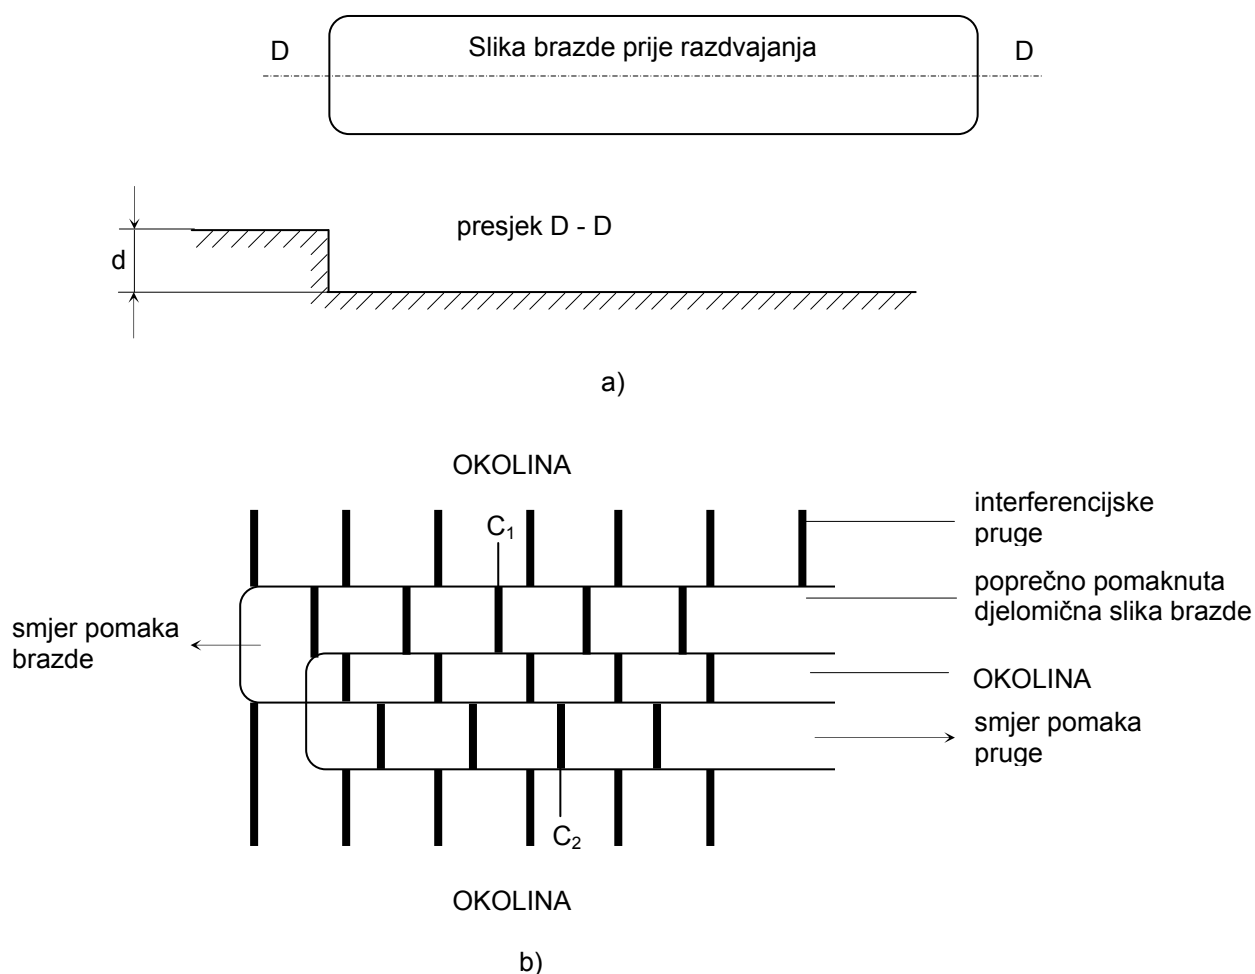 D
Slika brazde prije razdvajanja
D
d
presjek D - D
a)
OKOLINA
C₁
interferencijske
pruge
poprečno pomaknuta
djelomična slika brazde
smjer pomaka
brazde
OKOLINA
smjer pomaka
pruge
C₂
OKOLINA
b)